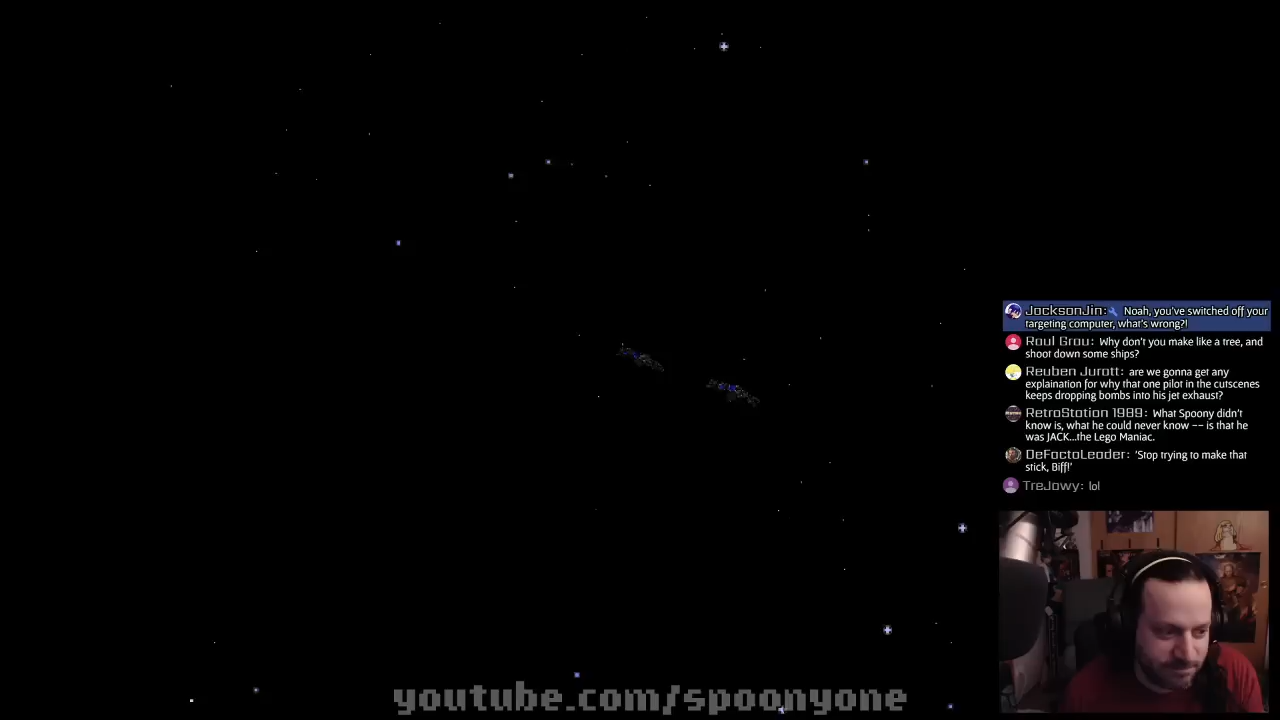 JacksonJin: Noah, you've switched off your
targeting computer, what's wrong?!
Raul Grau: Why don't you make like a tree, and
shoot down some ships?
Reuben Jurott: are we gonna get any
explaination for why that one pilot in the cutscenes
keeps dropping bombs into his jet exhaust?
RetroStation 1989: What Spoony didn't
know is, what he could never know -- is that he
was JACK...the Lego Maniac.
DeFactoLeader: 'Stop trying to make that
stick, Biff!'
TreJawy: lol
youtube.com/spoonyone